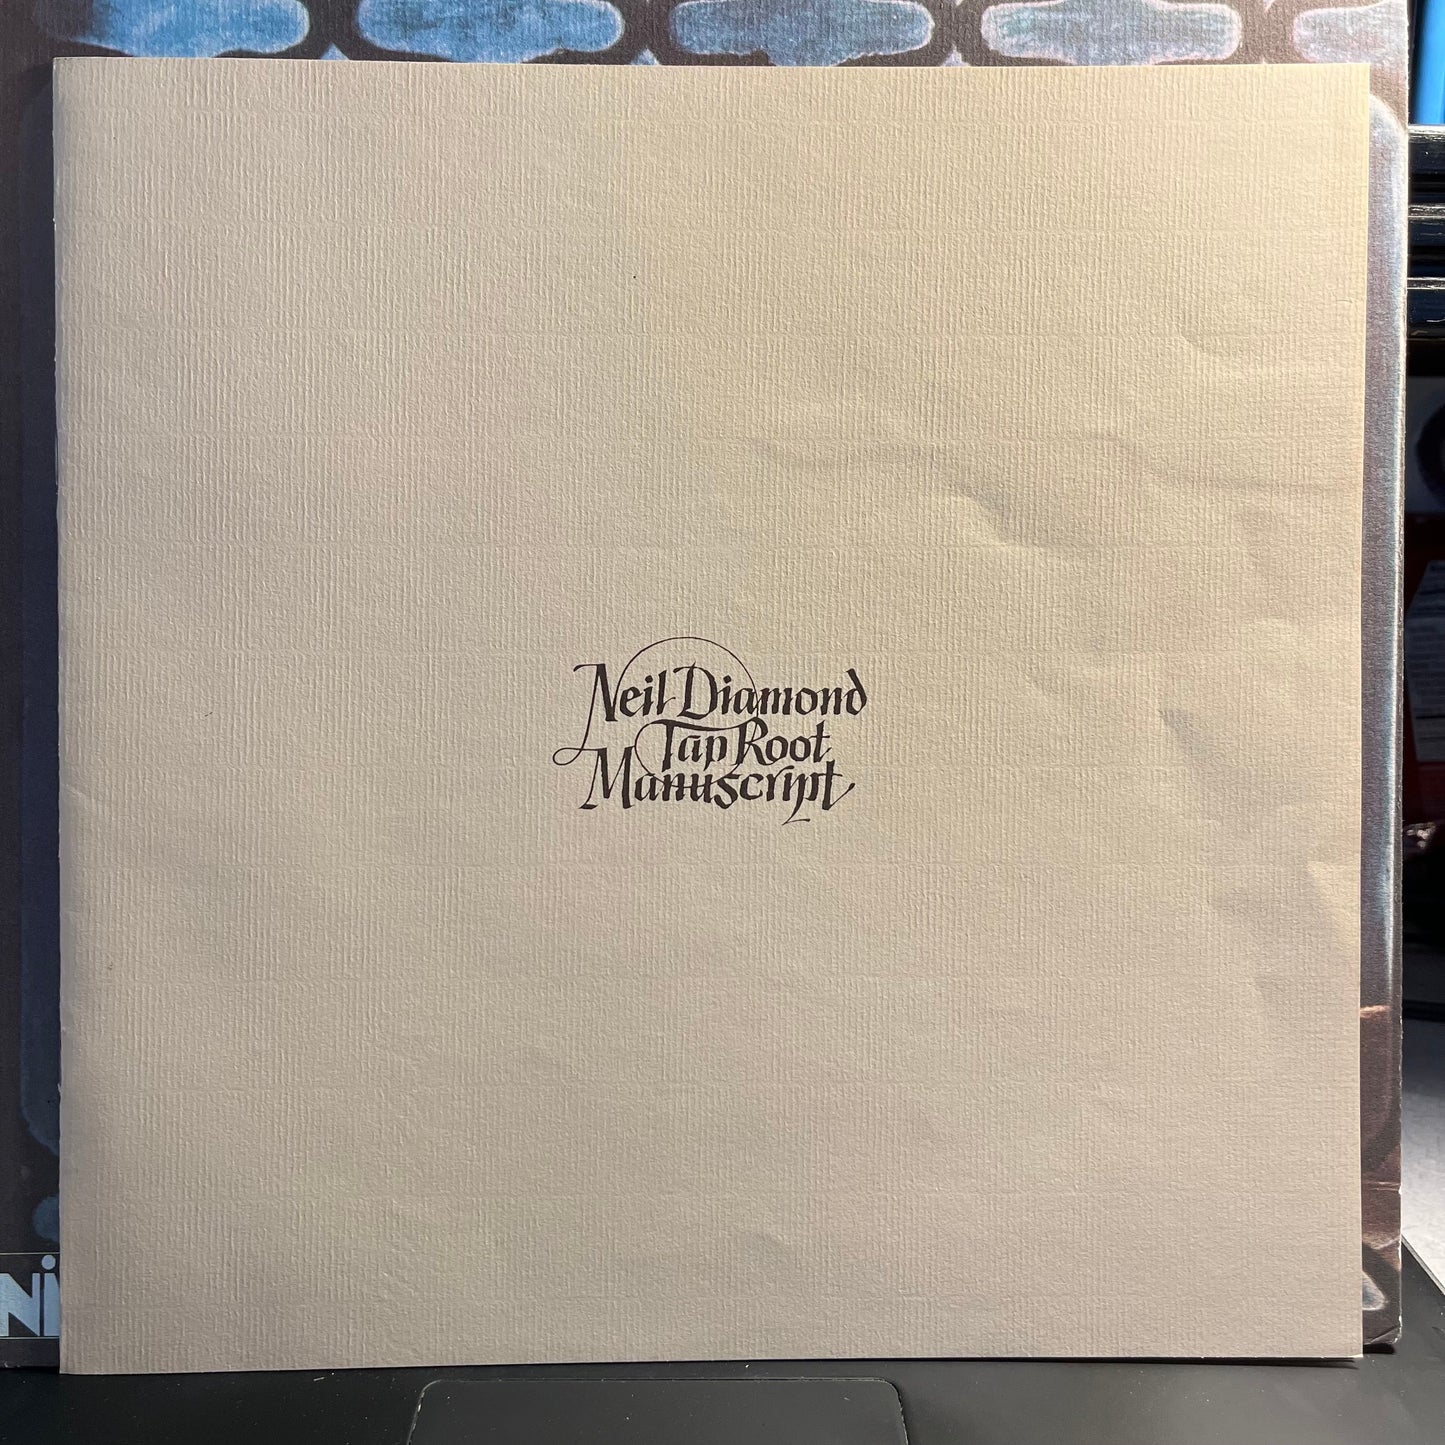 Neil Diamond
Tap Root
Manuscript